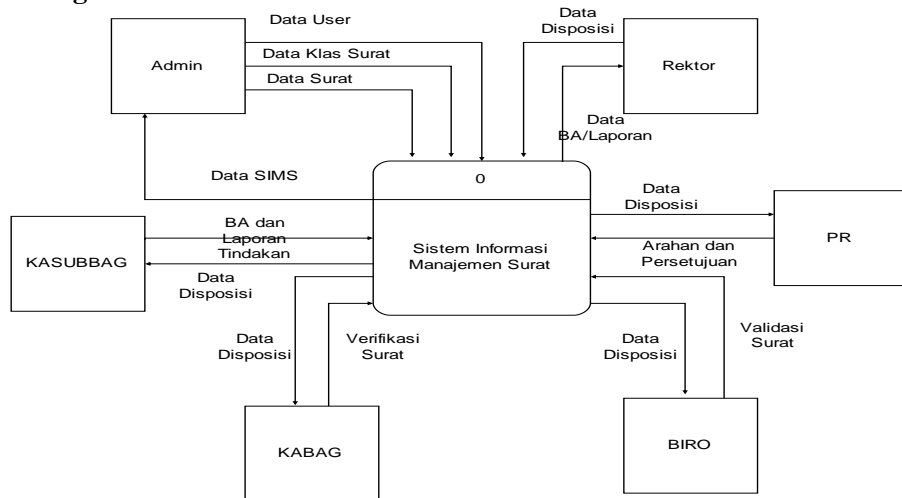 Data User
Data Klas Surat
Data Surat
Admin
Data
Disposisi
Rektor
Data
BA/Laporan
Data SIMS
0
Sistem Informasi
Manajemen Surat
Data
Disposisi
PR
Arahan dan
Persetujuan
BA dan
Laporan
Tindakan
KASUBBAG
Data
Disposisi
Data
Disposisi
Verifikasi
Surat
Data
Disposisi
Validasi
Surat
KABAG
BIRO